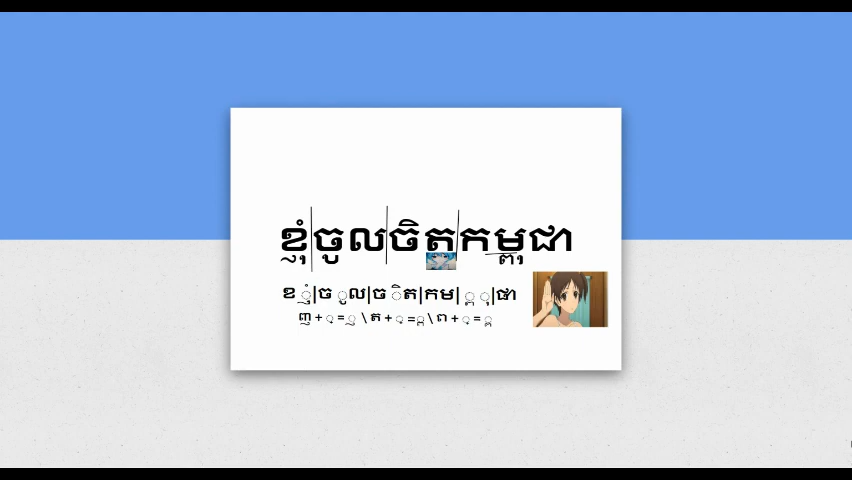 ខ្ញុំ|ចូល|ចិត|កម្ពុជា
ខ ្ញុំ|ច ូល|ច ិត|កម| ្ព ុ|ជា
ញ + ្ = ្ញ \ ត + ្ = ្ត \ ព + ្ = ្ព